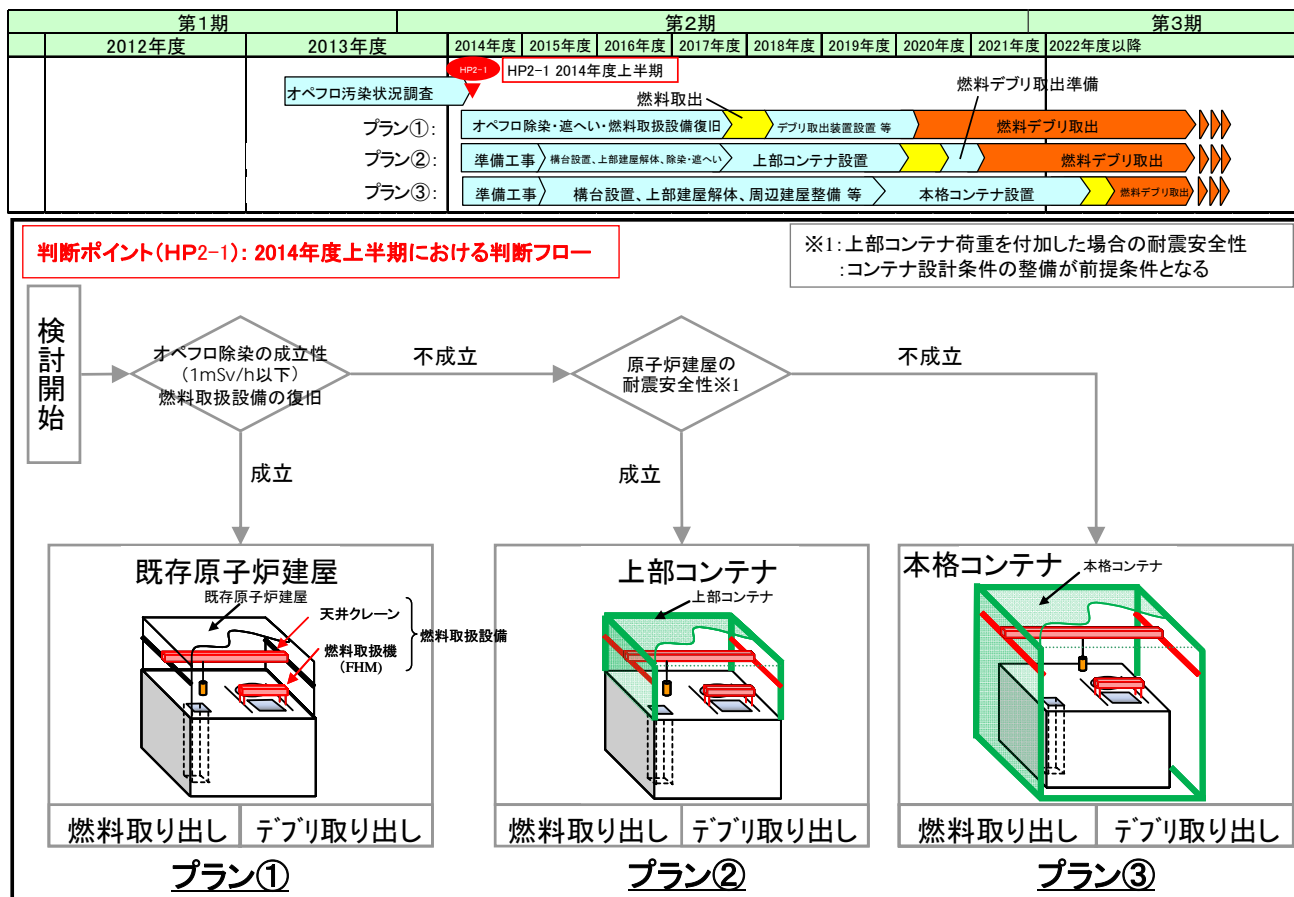 第1期
第2期
第3期
2012年度
2013年度
2014年度
2015年度
2016年度
2017年度
2018年度
2019年度
2020年度
2021年度
2022年度以降
HP2-1
HP2-1 2014年度上半期
オペフロ汚染状況調査
燃料取出
燃料デブリ取出準備
プラン①:
オペフロ除染・遮へい・燃料取扱設備復旧
デブリ取出装置設置 等
燃料デブリ取出
プラン②:
準備工事
構台設置、上部建屋解体、除染・遮へい
上部コンテナ設置
燃料デブリ取出
プラン③:
準備工事
構台設置、上部建屋解体、周辺建屋整備 等
本格コンテナ設置
燃料デブリ取出
判断ポイント(HP2-1): 2014年度上半期における判断フロー
※1:上部コンテナ荷重を付加した場合の耐震安全性
:コンテナ設計条件の整備が前提条件となる
検討開始
オペフロ除染の成立性
(1mSv/h以下)
燃料取扱設備の復旧
不成立
原子炉建屋の
耐震安全性※1
不成立
成立
成立
既存原子炉建屋
既存原子炉建屋
天井クレーン
燃料取扱機
(FHM)
燃料取扱設備
燃料取り出し
デブリ取り出し
プラン①
上部コンテナ
上部コンテナ
燃料取り出し
デブリ取り出し
プラン②
本格コンテナ
本格コンテナ
燃料取り出し
デブリ取り出し
プラン③